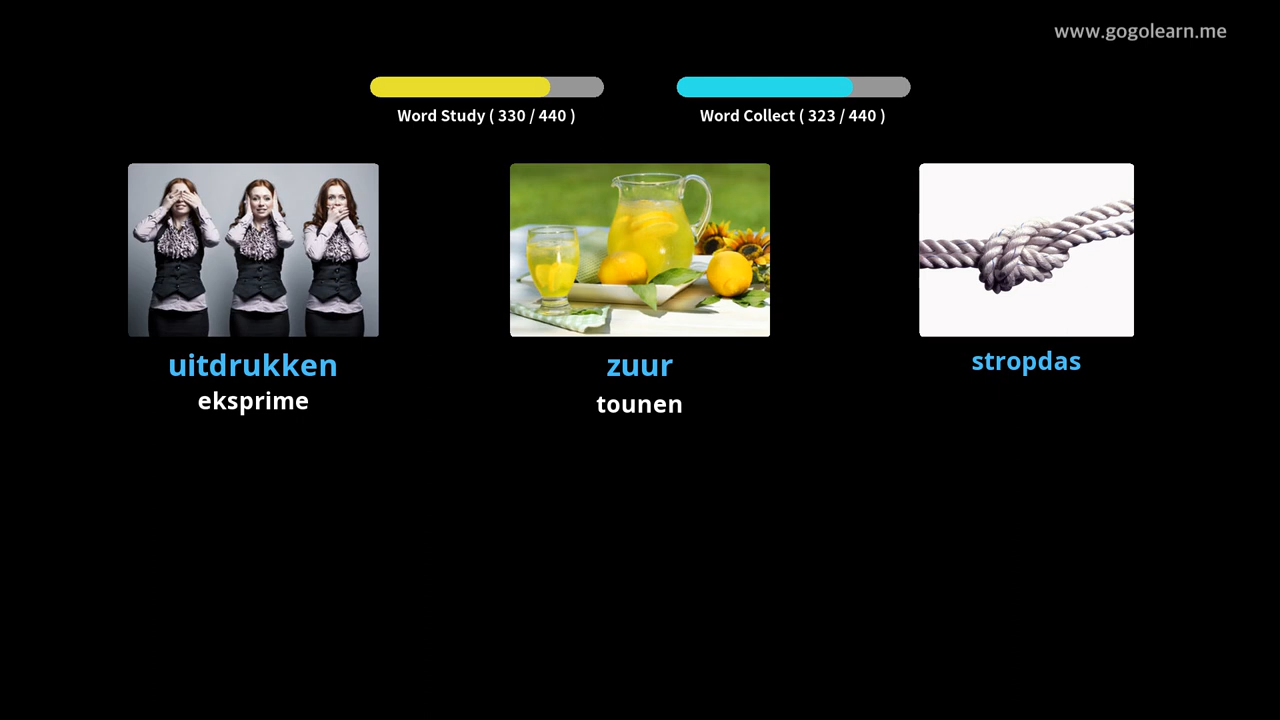 www.gogolearn.me
Word Study ( 330 / 440 )
Word Collect ( 323 / 440 )
uitdrukken
eksprime
zuur
tounen
stropdas